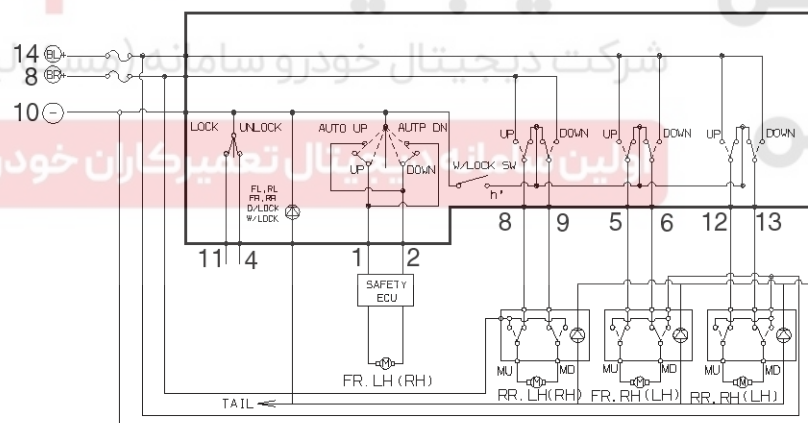 14 BL+
شرکت دیجیتال خودرو سامانه
8 BR+
10 −
LOCK UNLOCK AUTO UP AUTP DN UP DOWN UP DOWN UP DOWN
اولین سامانه دیجیتال تعمیرکاران خودرو
UP DOWN W/LOCK SW
h'
FL,RL
FR,RR
D/LOCK
W/LOCK
8 9 5 6 12 13
11 4 1 2
SAFETY
ECU
M
MU MD MU MD MU MD
M M M
FR. LH (RH)
RR. LH(RH) FR. RH (LH) RR. RH (LH)
TAIL